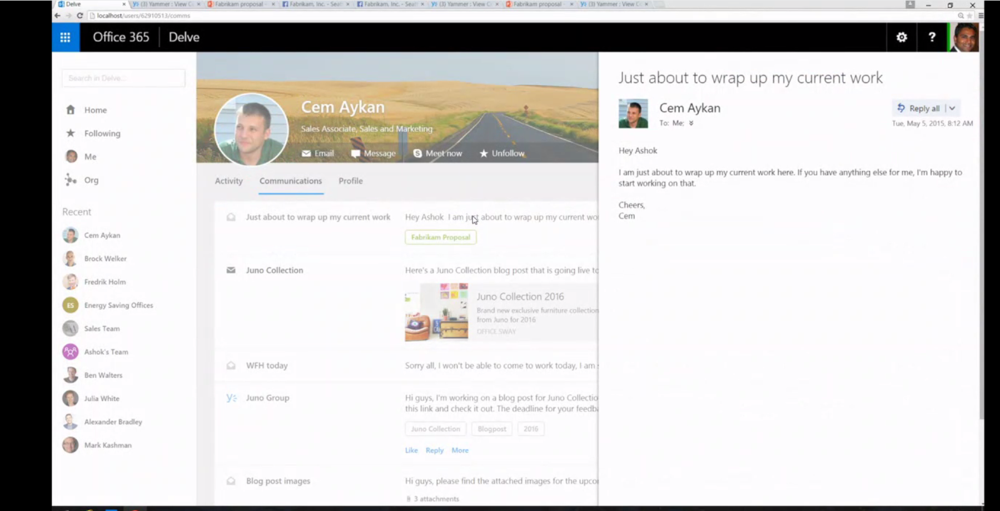 Delve
(3) Yammer : View C
Fabrikam proposal -
Fabrikam, Inc. - Seat
Fabrikam, Inc. - Seat
(3) Yammer : View C
Fabrikam proposal -
(3) Yammer : View C
localhost/users/62910513/comms
Office 365
Delve
?
Search in Delve...
Home
Following
Me
Org
Recent
Cem Aykan
Brock Welker
Fredrik Holm
ES
Energy Saving Offices
Sales Team
Ashok's Team
Ben Walters
Julia White
Alexander Bradley
Mark Kashman
Cem Aykan
Sales Associate, Sales and Marketing
Email
Message
Meet now
Unfollow
Activity
Communications
Profile
Just about to wrap up my current work
Hey Ashok I am just about to wrap up my current wo
Fabrikam Proposal
Juno Collection
Here's a Juno Collection blog post that is going live to
Juno Collection 2016
Brand new exclusive furniture collection
from Juno for 2016
OFFICE SWAY
WFH today
Sorry all, I won't be able to come to work today, I am
Juno Group
Hi guys, I'm working on a blog post for Juno Collectio
this link and check it out. The deadline for your feedb
Juno Collection
Blogpost
2016
Like
Reply
More
Blog post images
Hi guys, please find the attached images for the upco
3 attachments
Just about to wrap up my current work
Cem Aykan
To: Me;
Reply all
Tue, May 5, 2015, 8:12 AM
Hey Ashok
I am just about to wrap up my current work here. If you have anything else for me, I'm happy to
start working on that.
Cheers,
Cem